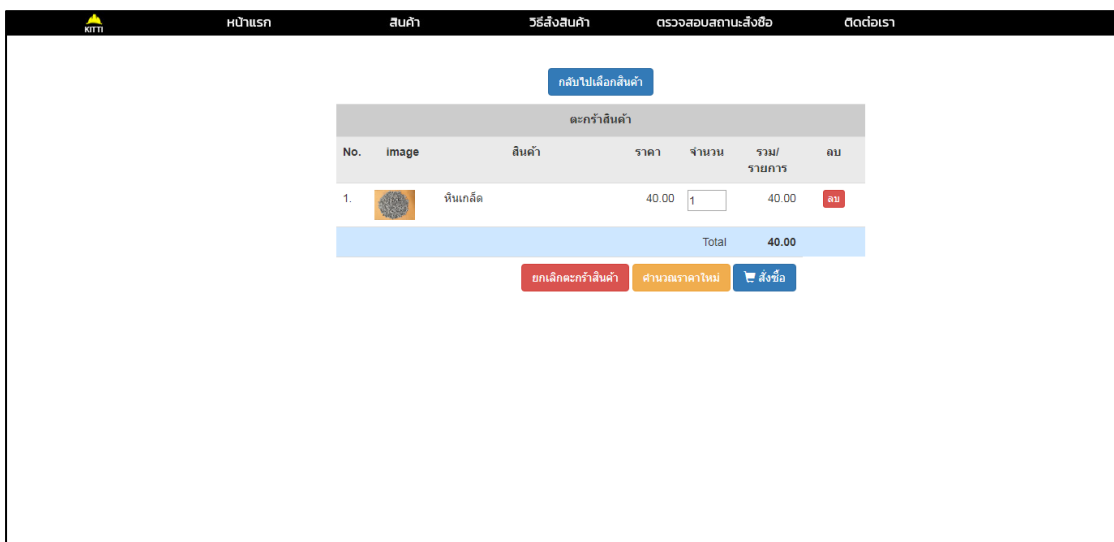 KITTI หน้าแรก สินค้า วิธีสั่งสินค้า ตรวจสอบสถานะสั่งซือ ติดต่อเรา
กลับไปเลือกสินค้า
ตะกร้าสินค้า
No. image สินค้า ราคา จำนวน รวม/รายการ ลบ
1. หินเกล็ด 40.00 1 40.00 ลบ
Total 40.00
ยกเลิกตะกร้าสินค้า คำนวณราคาใหม่ สั่งซื้อ